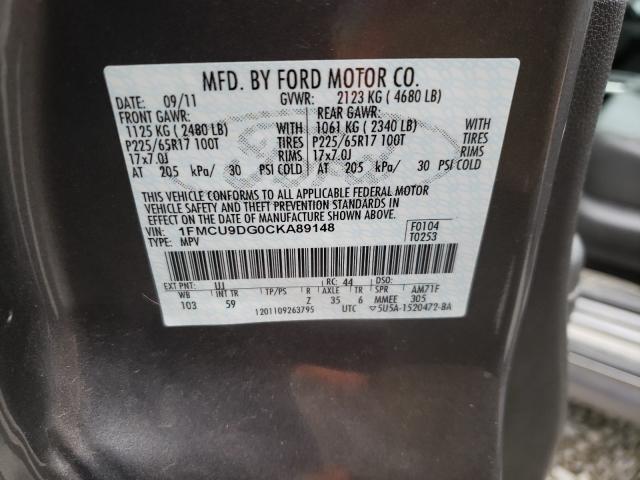 MFD. BY FORD MOTOR CO.
DATE: 09/11 GVWR: 2123 KG (4680 LB)
FRONT GAWR: REAR GAWR:
1125 KG (2480 LB) WITH 1061 KG (2340 LB) WITH
P225/65R17 100T TIRES P225/65R17 100T TIRES
17x7.0J RIMS 17x7.0J RIMS
AT 205 kPa/ 30 PSI COLD AT 205 kPa/ 30 PSI COLD
THIS VEHICLE CONFORMS TO ALL APPLICABLE FEDERAL MOTOR
VEHICLE SAFETY AND THEFT PREVENTION STANDARDS IN
EFFECT ON THE DATE OF MANUFACTURE SHOWN ABOVE.
VIN: 1FMCU9DG0CKA89148 F0104
TYPE: MPV T0253
UJ RC: 44 DSO:
WB INT TR TP/PS R AXLE TR SPR AM71F
103 59 Z 35 6 MMEE 305
1201109263795 UTC 5U5A-1520472-BA